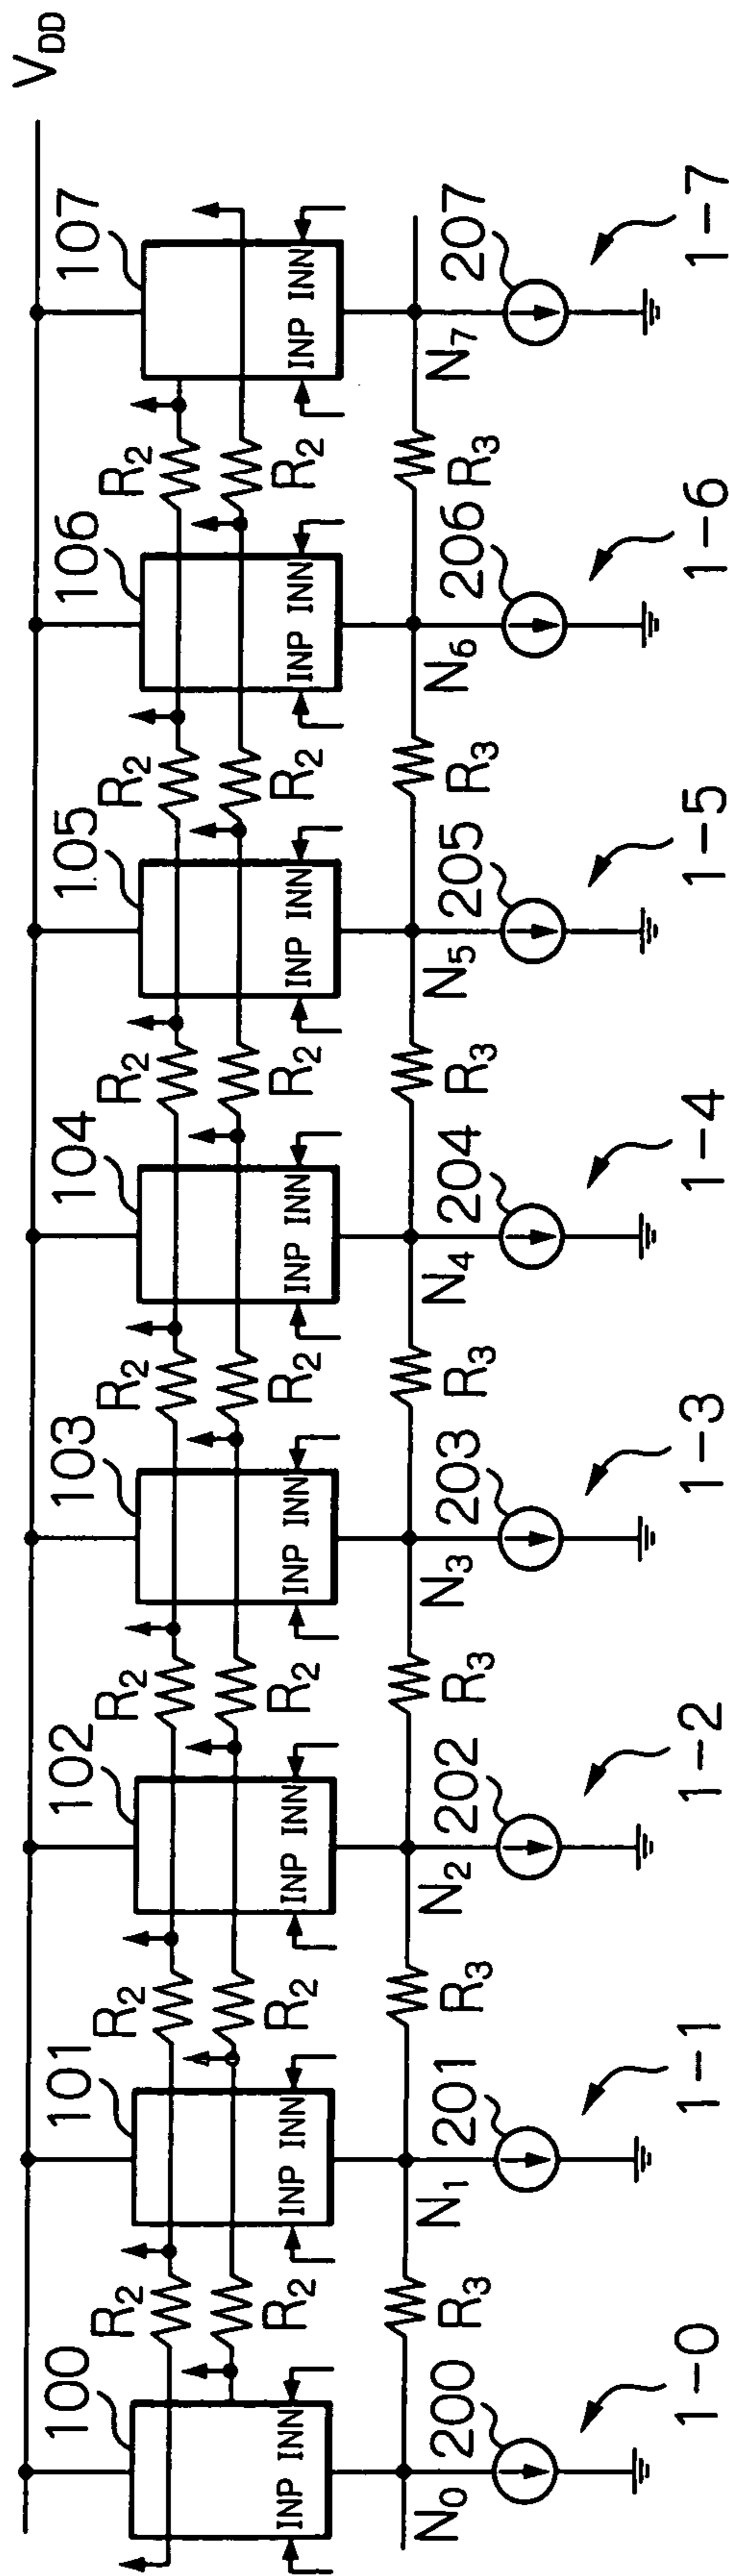 V_DD
100 101 102 103 104 105 106 107
R₂ R₂ R₂ R₂ R₂ R₂ R₂
R₂ R₂ R₂ R₂ R₂ R₂ R₂
INP INN INP INN INP INN INP INN INP INN INP INN INP INN INP INN
R₃ R₃ R₃ R₃ R₃ R₃ R₃
N₀ N₁ N₂ N₃ N₄ N₅ N₆ N₇
200 201 202 203 204 205 206 207
1-0 1-1 1-2 1-3 1-4 1-5 1-6 1-7